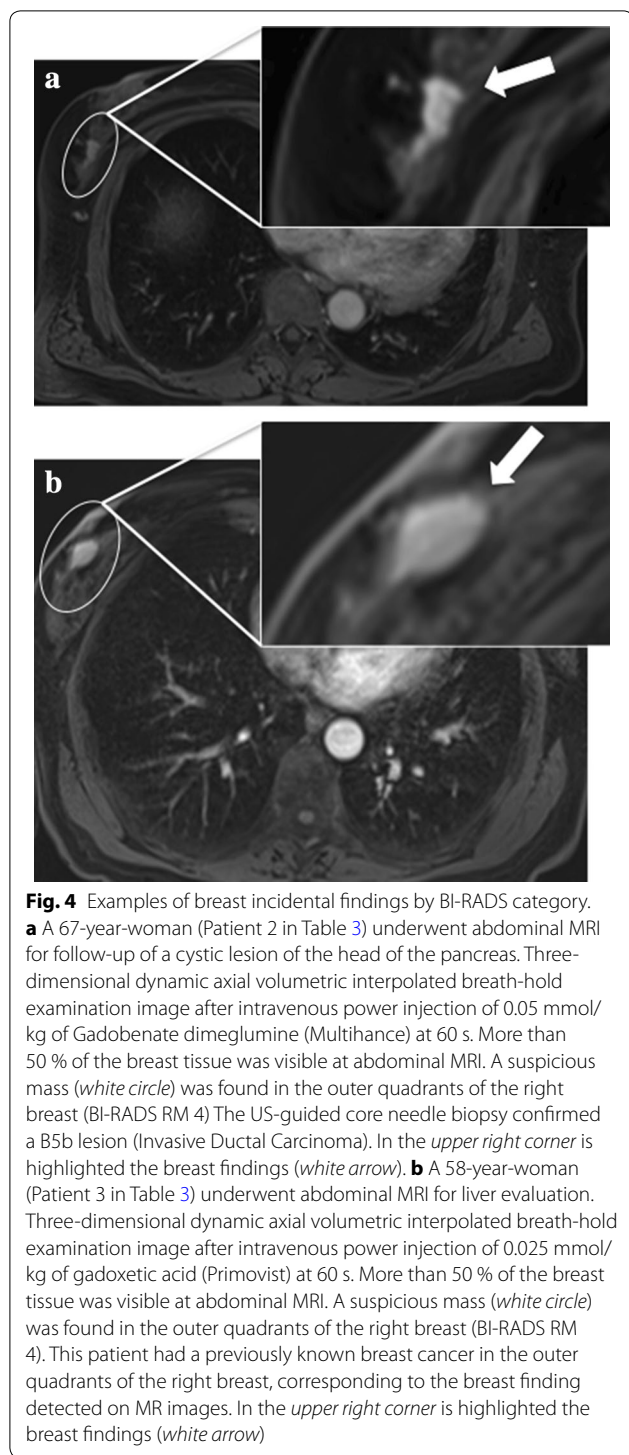 a
b
Fig. 4 Examples of breast incidental findings by BI-RADS category.
a A 67-year-woman (Patient 2 in Table 3) underwent abdominal MRI
for follow-up of a cystic lesion of the head of the pancreas. Three-
dimensional dynamic axial volumetric interpolated breath-hold
examination image after intravenous power injection of 0.05 mmol/
kg of Gadobenate dimeglumine (Multihance) at 60 s. More than
50 % of the breast tissue was visible at abdominal MRI. A suspicious
mass (white circle) was found in the outer quadrants of the right
breast (BI-RADS RM 4) The US-guided core needle biopsy confirmed
a B5b lesion (Invasive Ductal Carcinoma). In the upper right corner is
highlighted the breast findings (white arrow). b A 58-year-woman
(Patient 3 in Table 3) underwent abdominal MRI for liver evaluation.
Three-dimensional dynamic axial volumetric interpolated breath-hold
examination image after intravenous power injection of 0.025 mmol/
kg of gadoxetic acid (Primovist) at 60 s. More than 50 % of the breast
tissue was visible at abdominal MRI. A suspicious mass (white circle)
was found in the outer quadrants of the right breast (BI-RADS RM
4). This patient had a previously known breast cancer in the outer
quadrants of the right breast, corresponding to the breast finding
detected on MR images. In the upper right corner is highlighted the
breast findings (white arrow)